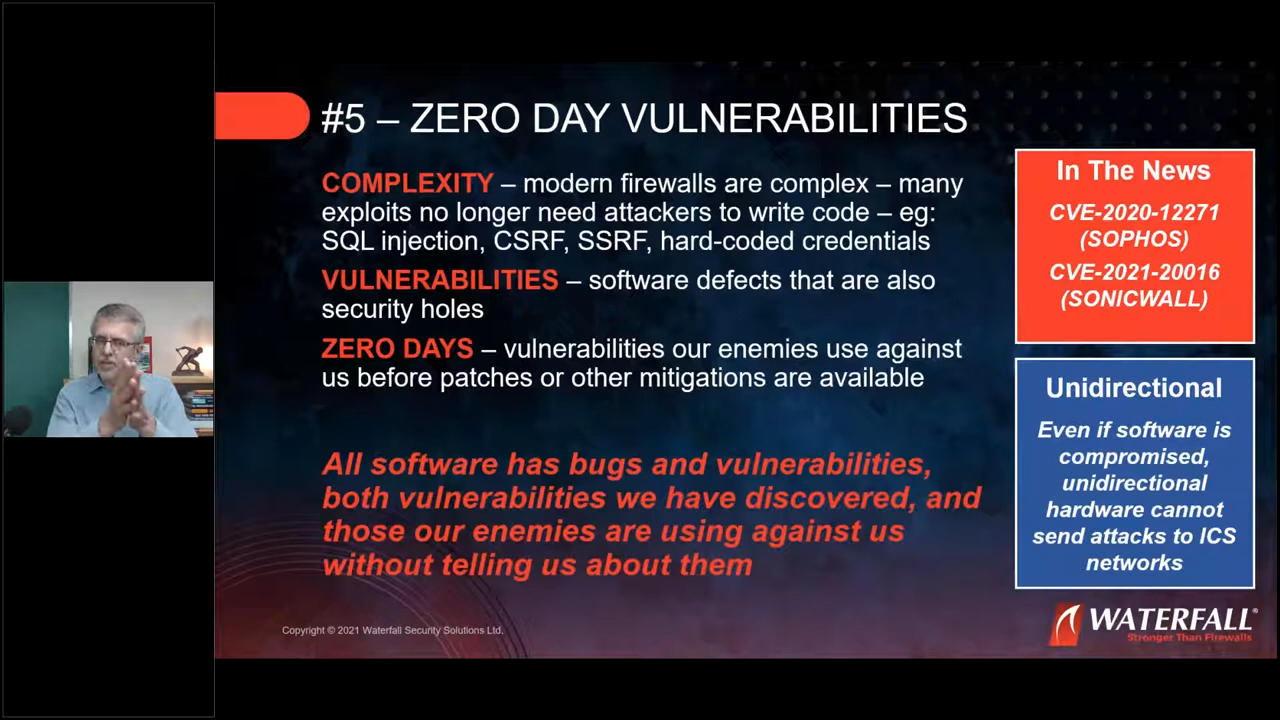 #5 – ZERO DAY VULNERABILITIES
COMPLEXITY – modern firewalls are complex – many
exploits no longer need attackers to write code – eg:
SQL injection, CSRF, SSRF, hard-coded credentials
VULNERABILITIES – software defects that are also
security holes
ZERO DAYS – vulnerabilities our enemies use against
us before patches or other mitigations are available
All software has bugs and vulnerabilities,
both vulnerabilities we have discovered, and
those our enemies are using against us
without telling us about them
In The News
CVE-2020-12271
(SOPHOS)
CVE-2021-20016
(SONICWALL)
Unidirectional
Even if software is
compromised,
unidirectional
hardware cannot
send attacks to ICS
networks
Copyright © 2021 Waterfall Security Solutions Ltd.
WATERFALL®
Stronger Than Firewalls